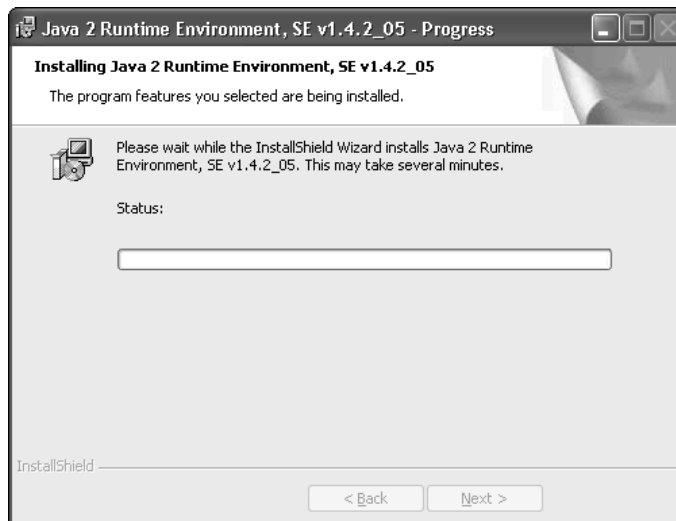 Java 2 Runtime Environment, SE v1.4.2_05 - Progress
Installing Java 2 Runtime Environment, SE v1.4.2_05
The program features you selected are being installed.
Please wait while the InstallShield Wizard installs Java 2 Runtime
Environment, SE v1.4.2_05. This may take several minutes.
Status:
InstallShield
< Back
Next >